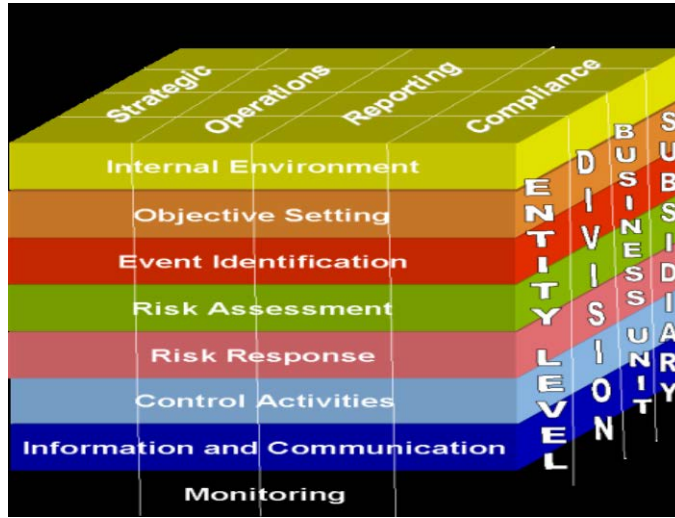 Strategic
Operations
Reporting
Compliance
Internal Environment
Objective Setting
Event Identification
Risk Assessment
Risk Response
Control Activities
Information and Communication
Monitoring
ENTITY LEVEL
DIVISION
BUSINESS UNIT
SUBSIDIARY